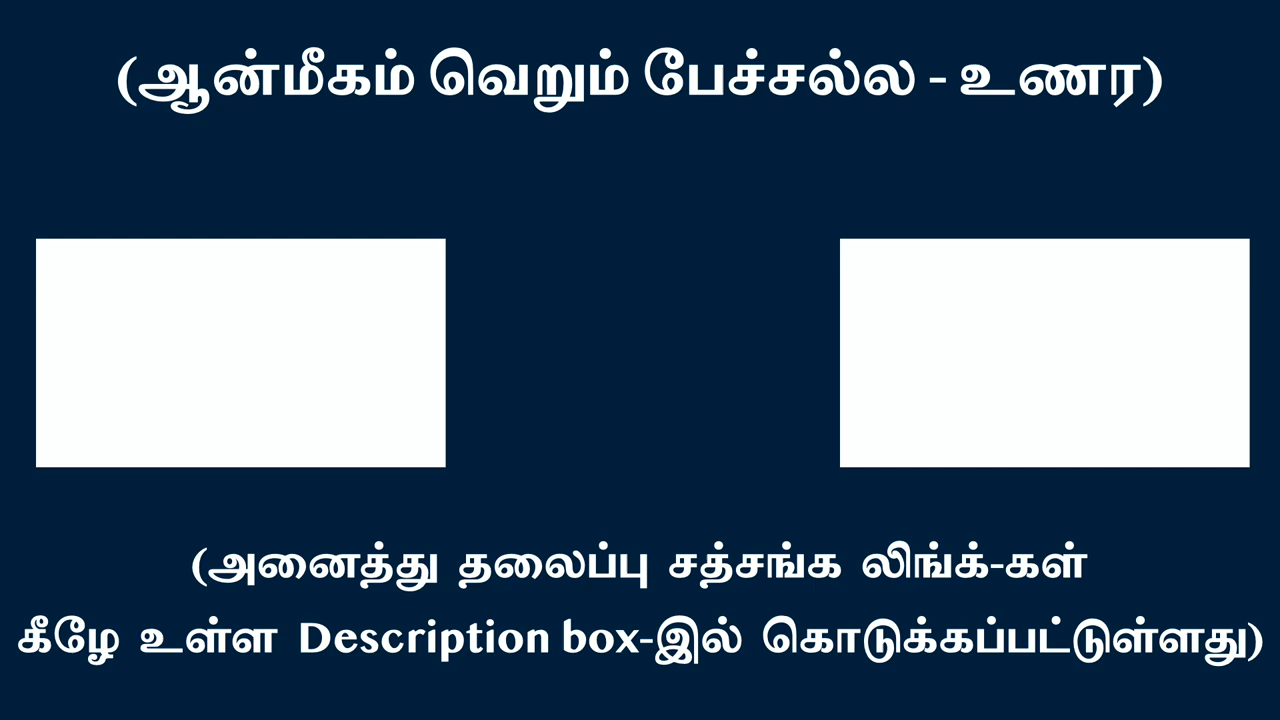 (ஆன்மீகம் வெறும் பேச்சல்ல - உணர)
(அனைத்து தலைப்பு சத்சங்க லிங்க்-கள்
கீழே உள்ள Description box-இல் கொடுக்கப்பட்டுள்ளது)